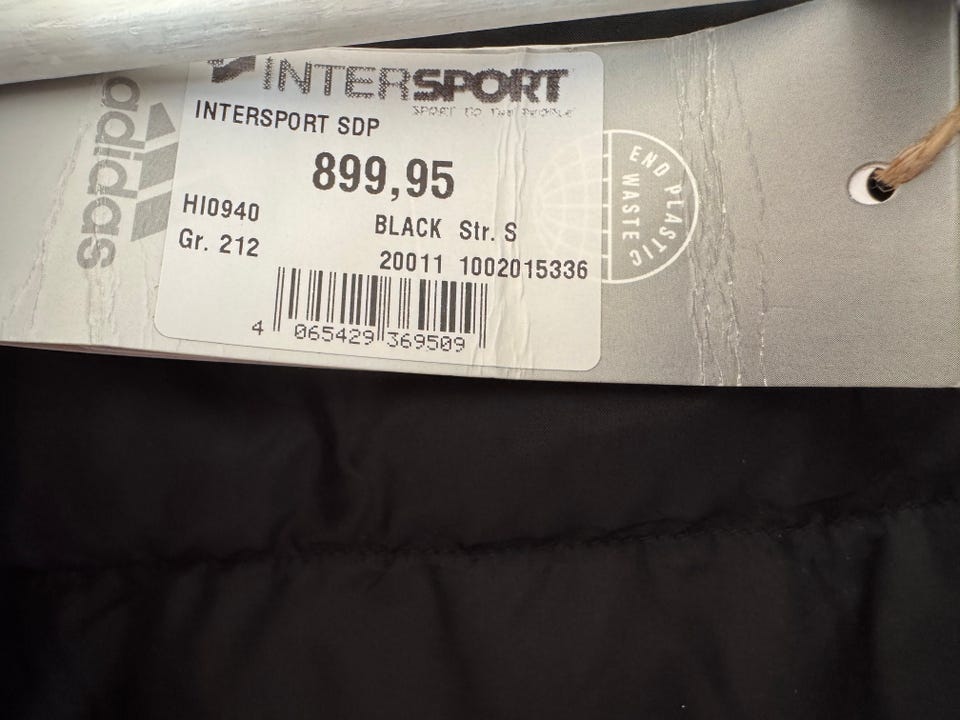 INTERSPORT
SPORT TO THE PEOPLE
INTERSPORT SDP
899,95
HI0940
BLACK Str. S
Gr. 212
20011 1002015336
4 065429 369509
adidas
END PLASTIC
WASTE